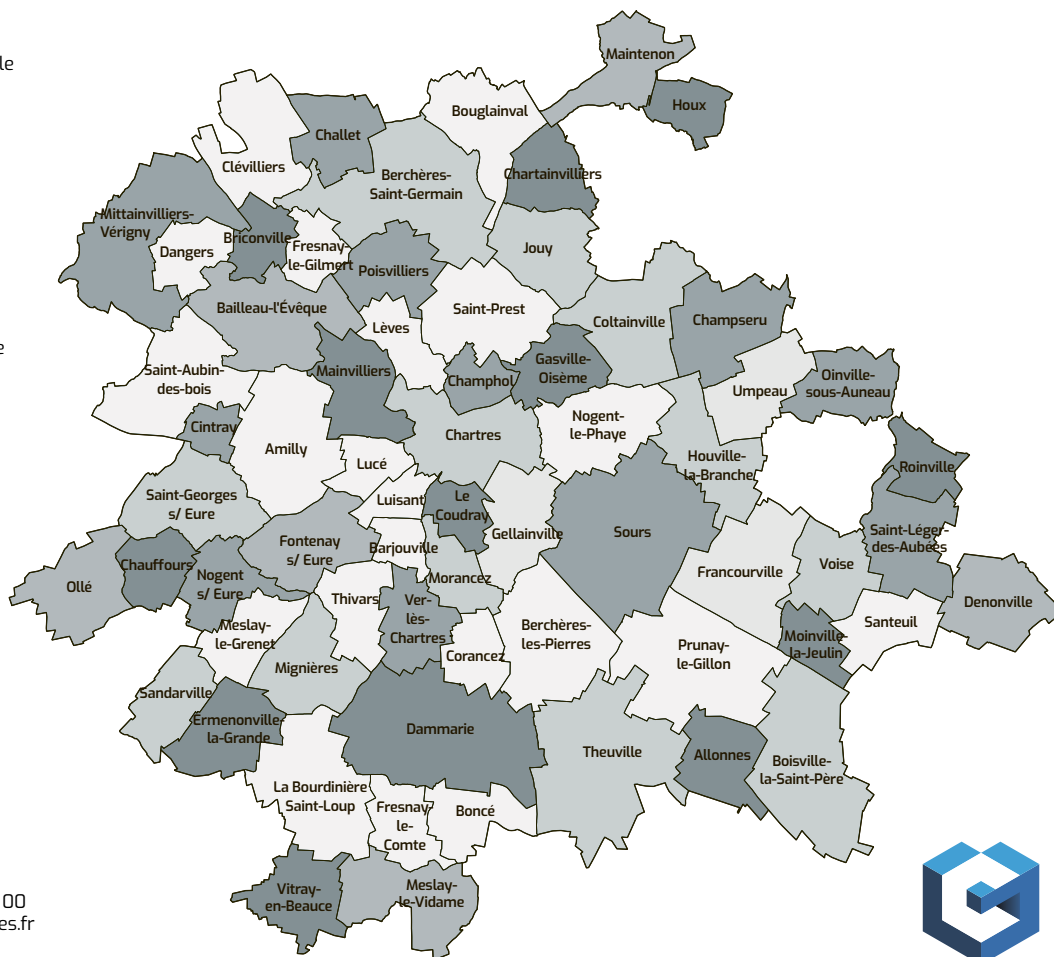 le
Maintenon
Houx
Bouglainval
Challet
Clévilliers
Berchères-
Saint-Germain
Chartainvilliers
Mittainvilliers-
Vérigny
Briconville
Dangers
Fresnay-
le-Gilmert
Jouy
Poisvilliers
Bailleau-l'Évêque
Saint-Prest
Lèves
Coltainville
Champseru
e
Saint-Aubin-
des-bois
Mainvilliers
Champhol
Gasville-
Oisème
Umpeau
Oinville-
sous-Auneau
Cintray
Amilly
Chartres
Nogent-
le-Phaye
Lucé
Houville-
la-Branche
Roinville
Saint-Georges
s/ Eure
Luisant
Le
Coudray
Gellainville
Sours
Saint-Léger-
des-Aubées
Fontenay
s/ Eure
Barjouville
Ollé
Chauffours
Nogent
s/ Eure
Morancez
Francourville
Voise
Thivars
Ver-
lès-
Chartres
Denonville
Meslay-
le-Grenet
Berchères-
les-Pierres
Santeuil
Moinville-
la-Jeulin
Prunay-
le-Gillon
Corancez
Mignières
Sandarville
Ermenonville-
la-Grande
Dammarie
Theuville
Allonnes
Boisville-
la-Saint-Père
La Bourdinière
Saint-Loup
Fresnay-
le-
Comte
Boncé
Vitray-
en-Beauce
Meslay-
le-Vidame
00
es.fr